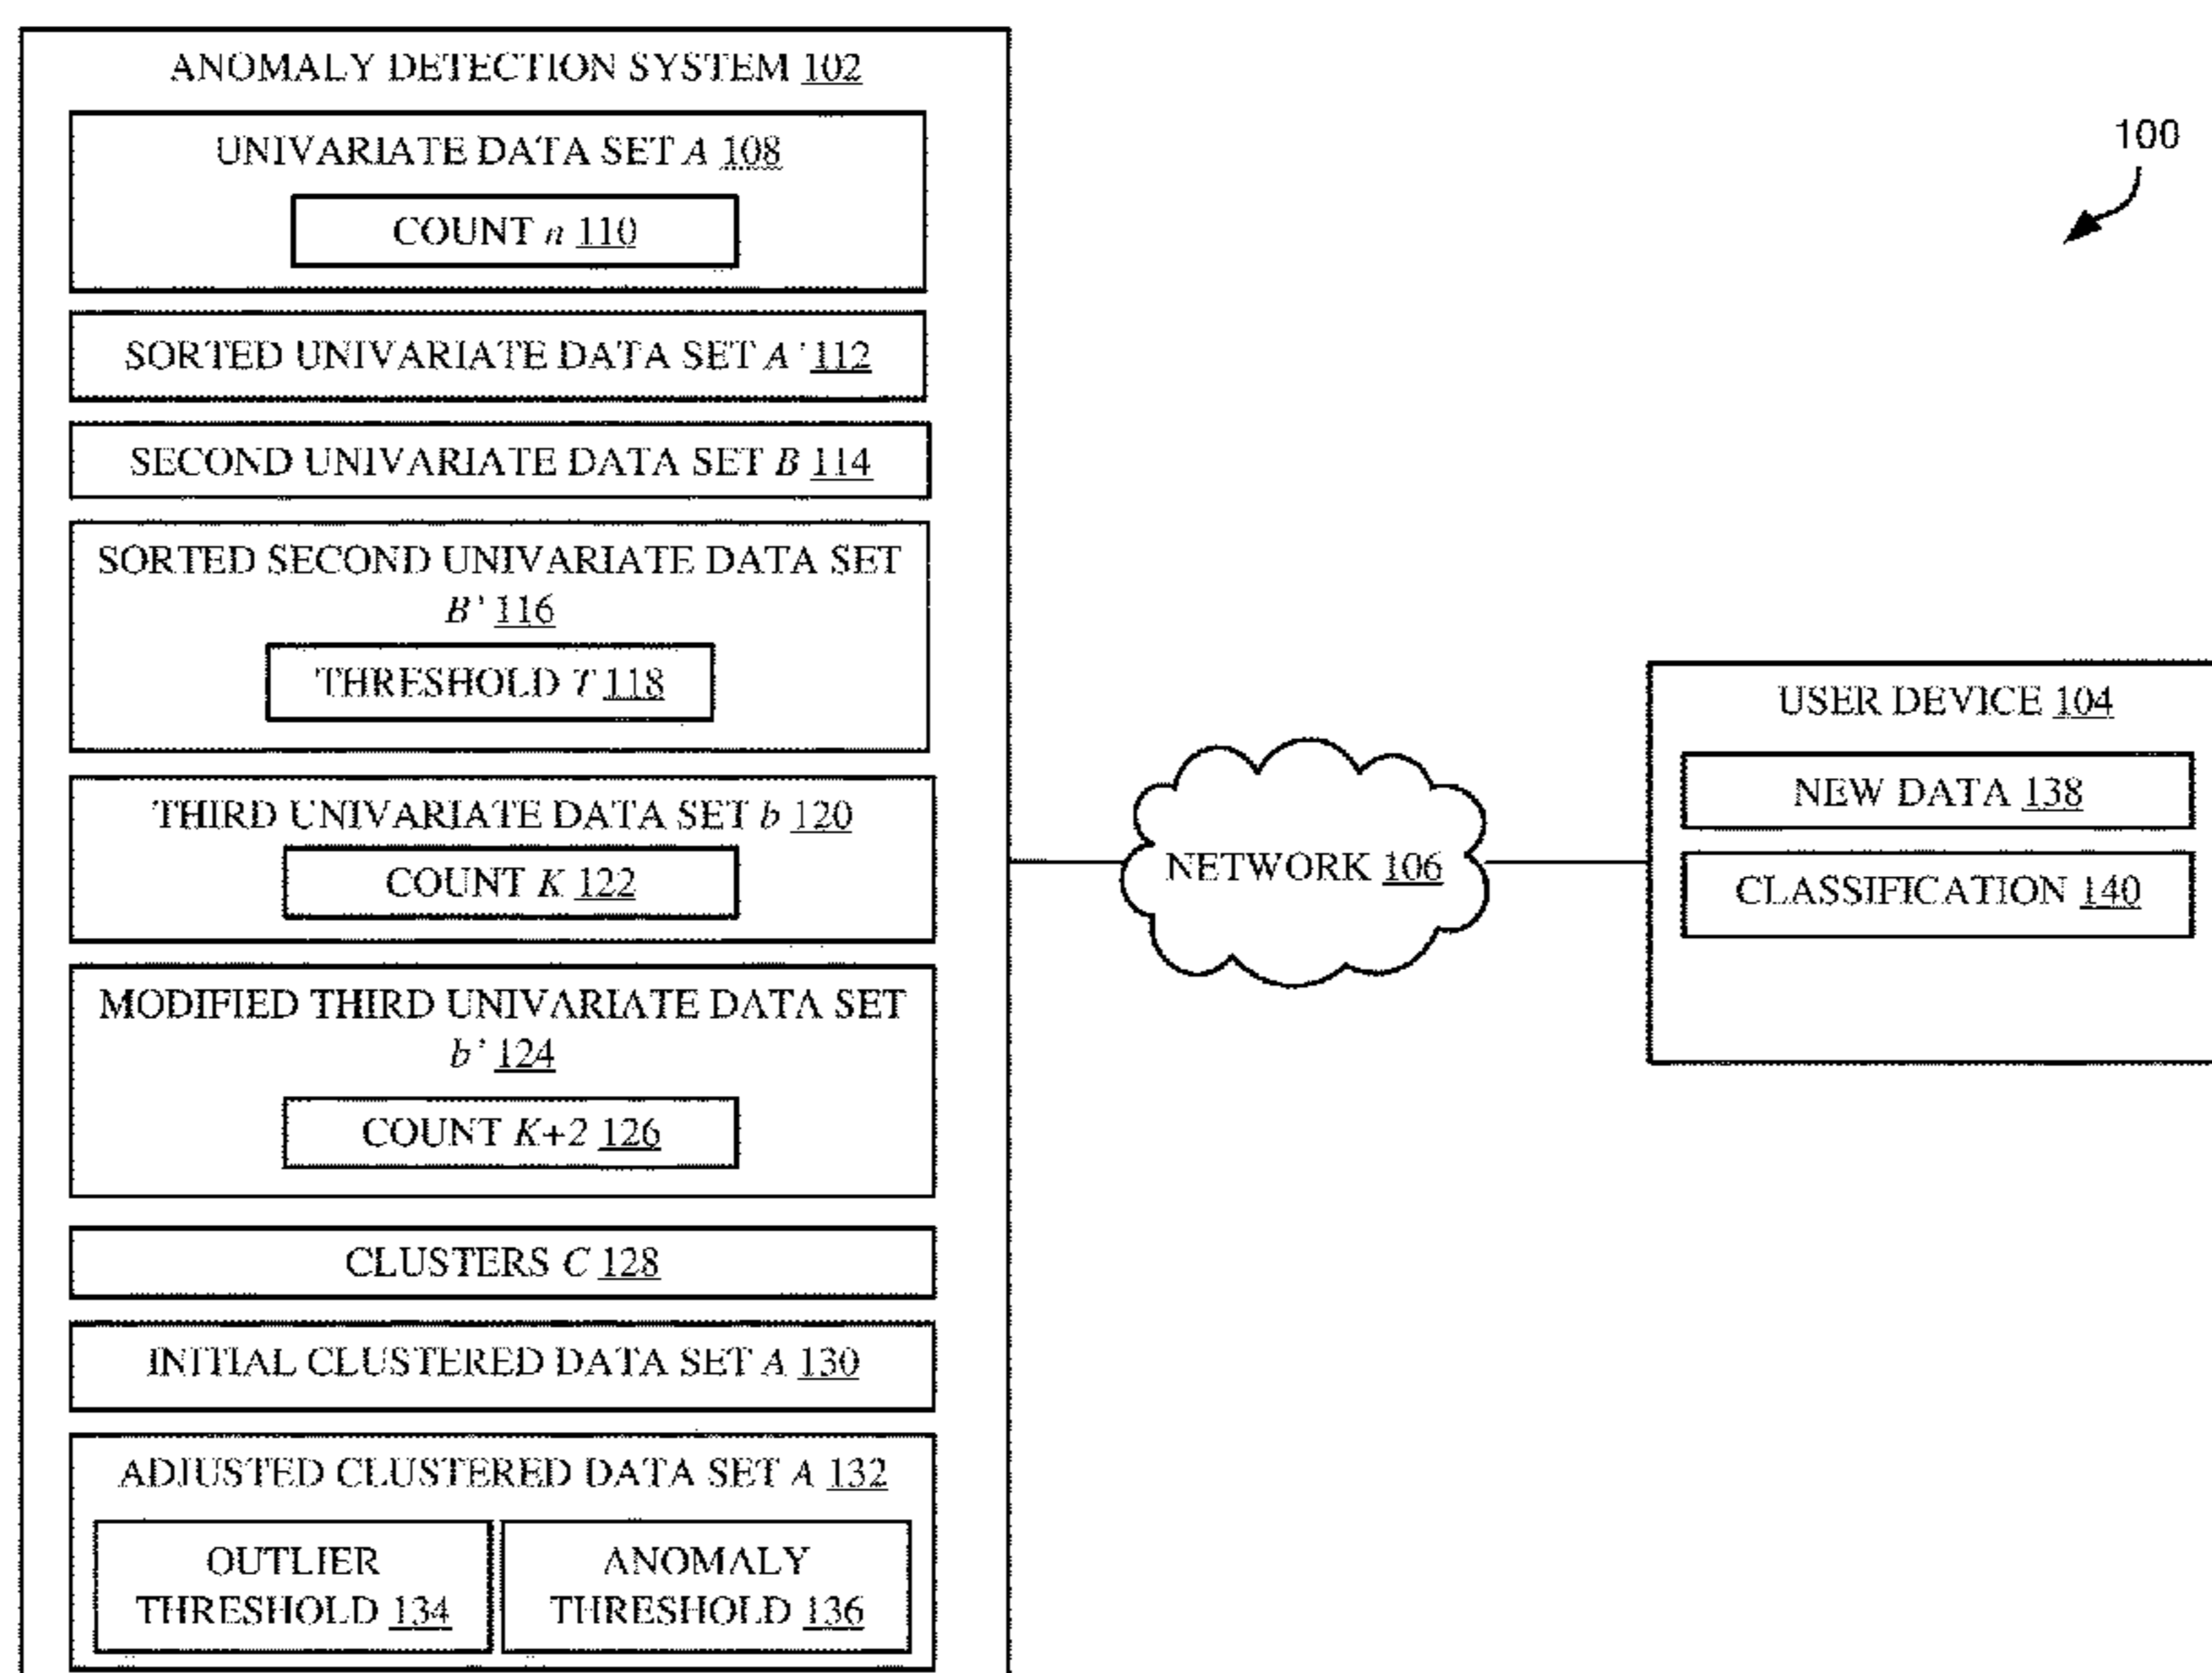 ANOMALY DETECTION SYSTEM 102
UNIVARIATE DATA SET A 108
COUNT n 110
SORTED UNIVARIATE DATA SET A' 112
SECOND UNIVARIATE DATA SET B 114
SORTED SECOND UNIVARIATE DATA SET
B' 116
THRESHOLD T 118
THIRD UNIVARIATE DATA SET b 120
COUNT K 122
MODIFIED THIRD UNIVARIATE DATA SET
b' 124
COUNT K+2 126
CLUSTERS C 128
INITIAL CLUSTERED DATA SET A 130
ADJUSTED CLUSTERED DATA SET A 132
OUTLIER
THRESHOLD 134
ANOMALY
THRESHOLD 136
NETWORK 106
100
USER DEVICE 104
NEW DATA 138
CLASSIFICATION 140